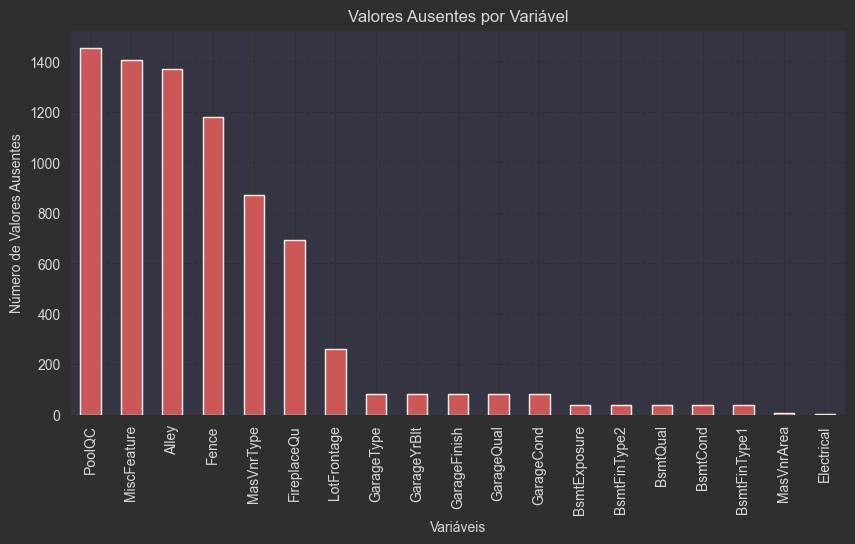 Valores Ausentes por Variável
Número de Valores Ausentes
1400
1200
1000
800
600
400
200
0
PoolQC
MiscFeature
Alley
Fence
MasVnrType
FireplaceQu
LotFrontage
GarageType
GarageYrBlt
GarageFinish
GarageQual
GarageCond
BsmtExposure
BsmtFinType2
BsmtQual
BsmtCond
BsmtFinType1
MasVnrArea
Electrical
Variáveis